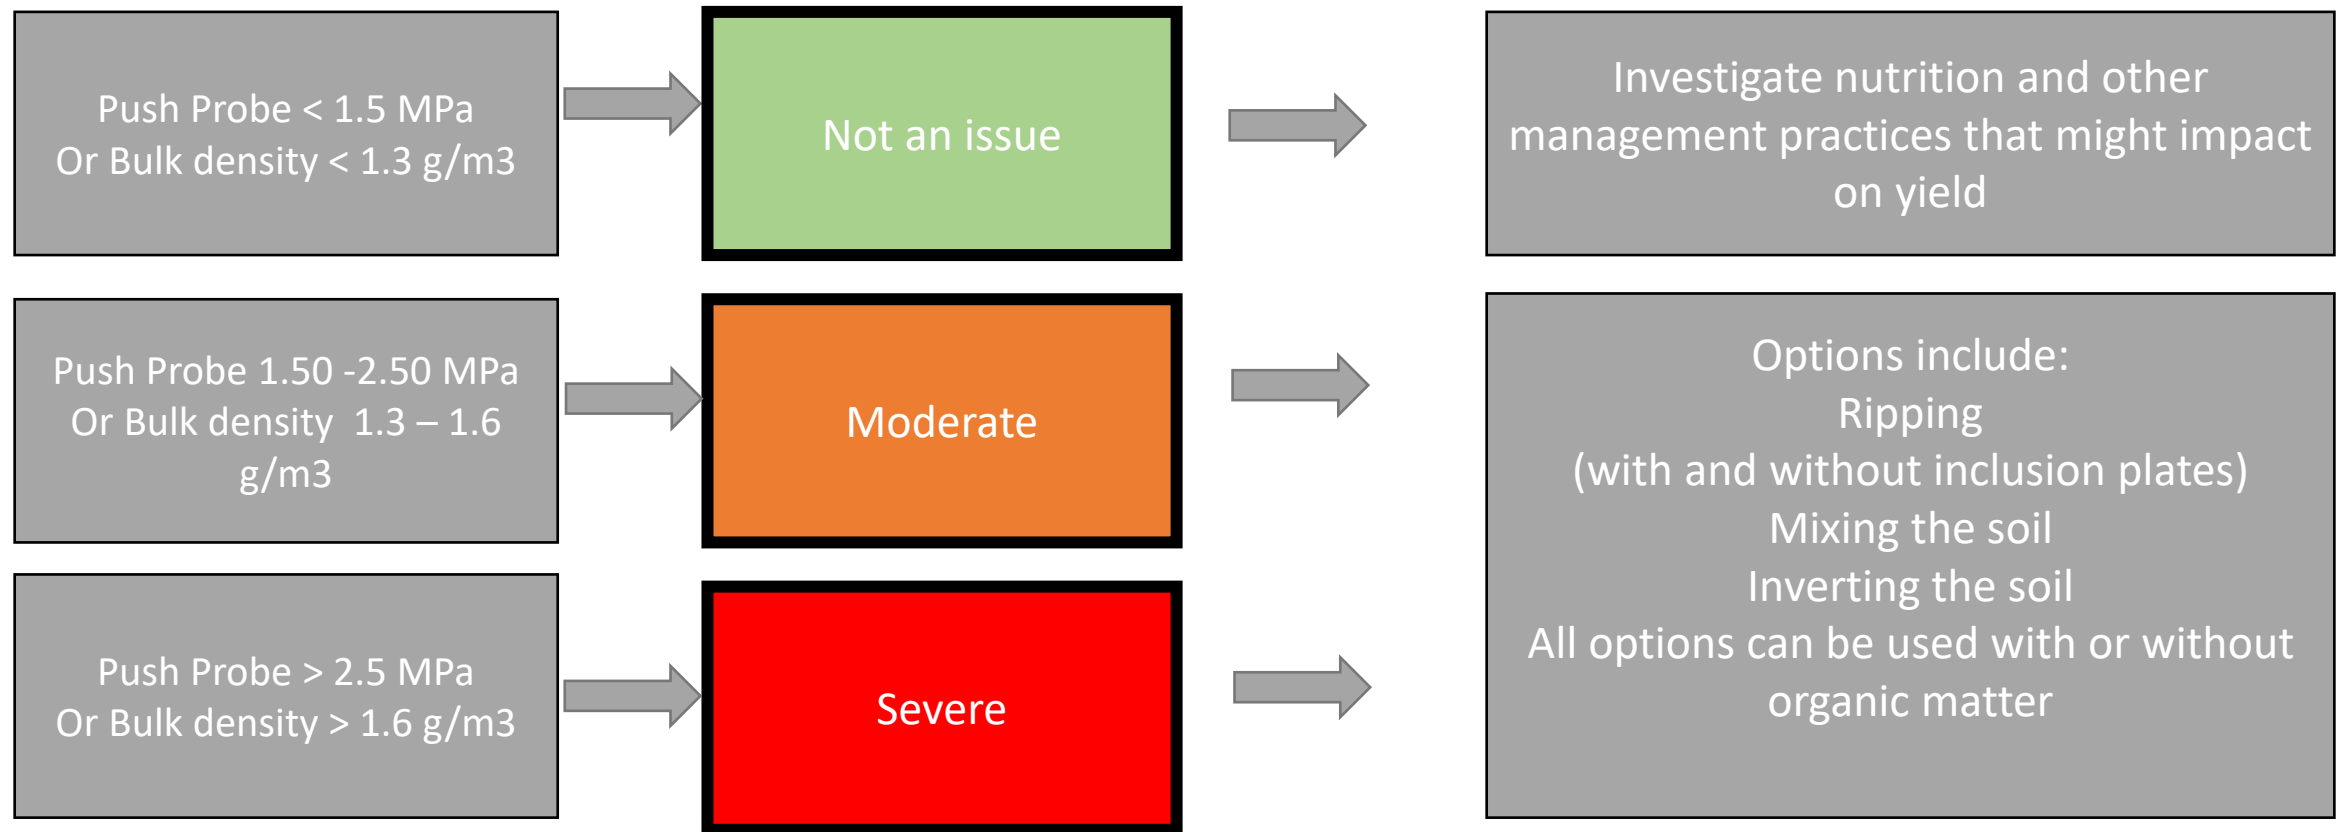 Push Probe < 1.5 MPa
Or Bulk density < 1.3 g/m3
Not an issue
Investigate nutrition and other
management practices that might impact
on yield
Push Probe 1.50 -2.50 MPa
Or Bulk density  1.3 – 1.6
g/m3
Moderate
Options include:
Ripping
(with and without inclusion plates)
Mixing the soil
Inverting the soil
All options can be used with or without
organic matter
Push Probe > 2.5 MPa
Or Bulk density > 1.6 g/m3
Severe